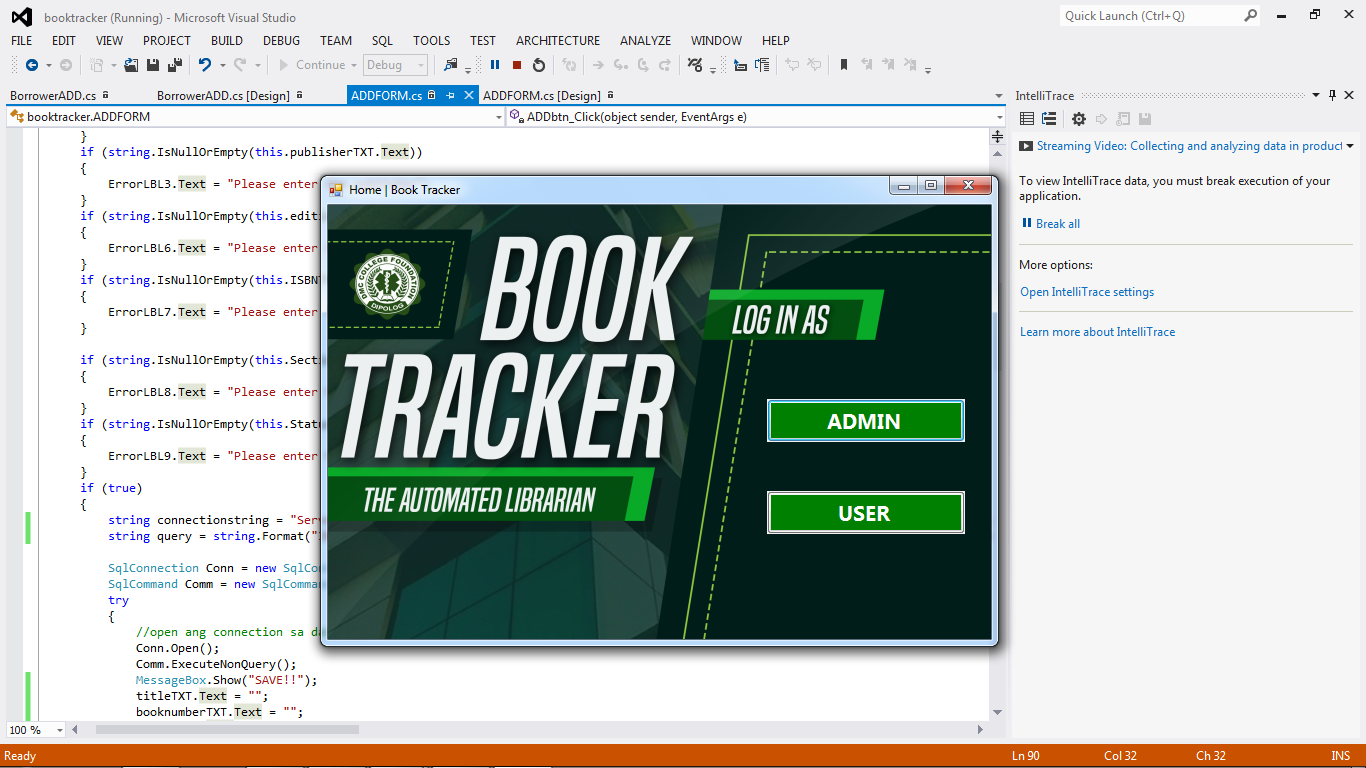 booktracker (Running) - Microsoft Visual Studio
Quick Launch (Ctrl+Q)
FILE EDIT VIEW PROJECT BUILD DEBUG TEAM SQL TOOLS TEST ARCHITECTURE ANALYZE WINDOW HELP
Continue Debug
BorrowerADD.cs BorrowerADD.cs [Design] ADDFORM.cs ADDFORM.cs [Design]
booktracker.ADDFORM ADDbtn_Click(object sender, EventArgs e)
}
if (string.IsNullOrEmpty(this.publisherTXT.Text))
{
ErrorLBL3.Text = "Please enter
}
if (string.IsNullOrEmpty(this.editi
{
ErrorLBL6.Text = "Please enter
}
if (string.IsNullOrEmpty(this.ISBNT
{
ErrorLBL7.Text = "Please enter
}
if (string.IsNullOrEmpty(this.Secti
{
ErrorLBL8.Text = "Please enter
}
if (string.IsNullOrEmpty(this.Statu
{
ErrorLBL9.Text = "Please enter
}
if (true)
{
string connectionstring = "Serv
string query = string.Format("
SqlConnection Conn = new SqlCon
SqlCommand Comm = new SqlComman
try
{
//open ang connection sa da
Conn.Open();
Comm.ExecuteNonQuery();
MessageBox.Show("SAVE!!");
titleTXT.Text = "";
booknumberTXT.Text = "";
100 %
Home | Book Tracker
DMC COLLEGE FOUNDATION
DIPOLOG
BOOK
TRACKER
THE AUTOMATED LIBRARIAN
LOG IN AS
ADMIN
USER
IntelliTrace
Streaming Video: Collecting and analyzing data in product
To view IntelliTrace data, you must break execution of your
application.
Break all
More options:
Open IntelliTrace settings
Learn more about IntelliTrace
Ready Ln 90 Col 32 Ch 32 INS